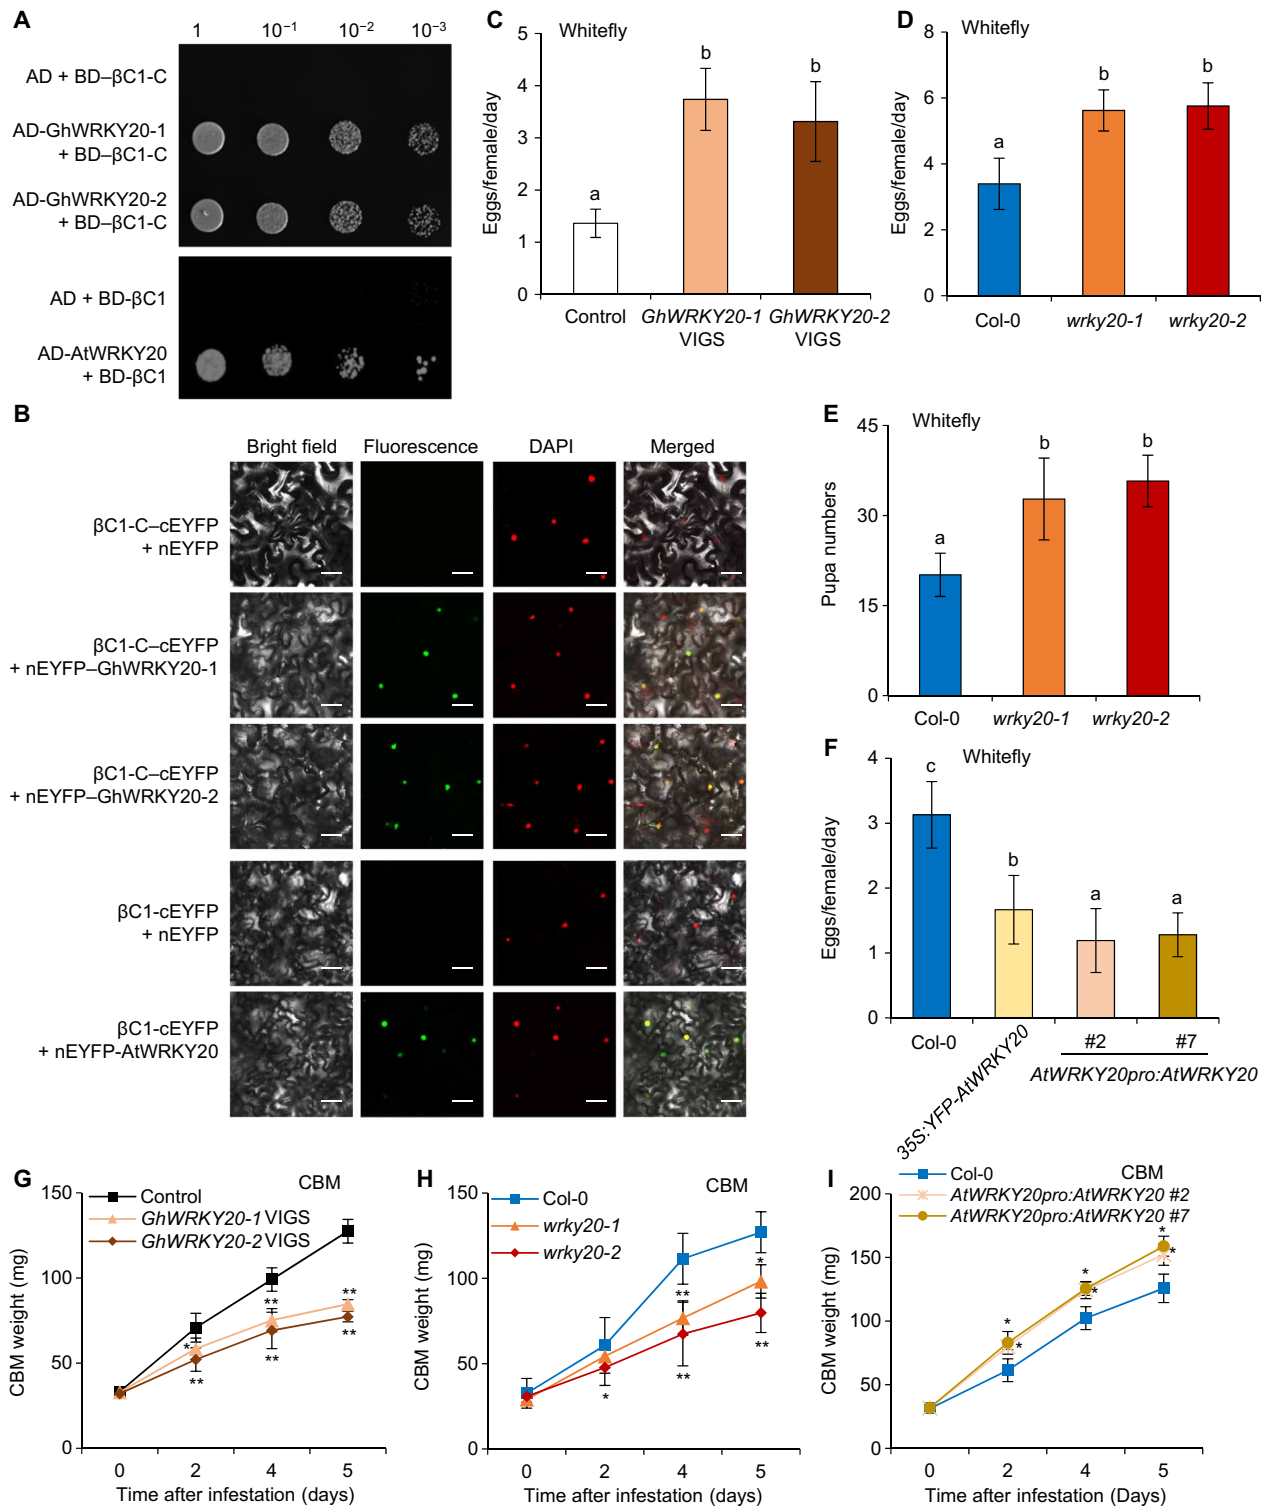 A
1 10⁻¹ 10⁻² 10⁻³
AD + BD–βC1-C
AD-GhWRKY20-1
+ BD–βC1-C
AD-GhWRKY20-2
+ BD–βC1-C
AD + BD-βC1
AD-AtWRKY20
+ BD-βC1
B
Bright field Fluorescence DAPI Merged
βC1-C–cEYFP
+ nEYFP
βC1-C–cEYFP
+ nEYFP–GhWRKY20-1
βC1-C–cEYFP
+ nEYFP–GhWRKY20-2
βC1-cEYFP
+ nEYFP
βC1-cEYFP
+ nEYFP-AtWRKY20
C
Whitefly
Eggs/female/day
5
4
3
2
1
0
a
b
b
Control GhWRKY20-1 GhWRKY20-2
VIGS VIGS
D
Whitefly
Eggs/female/day
8
6
4
2
0
a
b
b
Col-0 wrky20-1 wrky20-2
E
Whitefly
Pupa numbers
45
30
15
0
a
b
b
Col-0 wrky20-1 wrky20-2
F
Whitefly
Eggs/female/day
4
3
2
1
0
c
b
a
a
Col-0
35S:YFP-AtWRKY20
#2 #7
AtWRKY20pro:AtWRKY20
G
CBM
Control
GhWRKY20-1 VIGS
GhWRKY20-2 VIGS
CBM weight (mg)
150
100
50
0
*
**
**
**
**
**
0 2 4 5
Time after infestation (days)
H
CBM
Col-0
wrky20-1
wrky20-2
CBM weight (mg)
150
100
50
0
*
**
**
*
**
0 2 4 5
Time after infestation (days)
I
CBM
Col-0
AtWRKY20pro:AtWRKY20 #2
AtWRKY20pro:AtWRKY20 #7
CBM weight (mg)
200
150
100
50
0
*
*
*
*
*
*
0 2 4 5
Time after infestation (days)